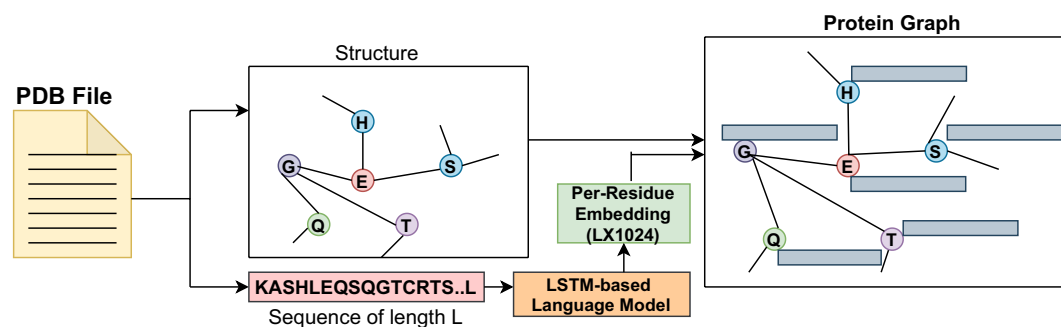 PDB File
Structure
H
G
E
S
Q
T
KASHLEQSQGTCRTS..L
Sequence of length L
LSTM-based
Language Model
Per-Residue
Embedding
(LX1024)
Protein Graph
H
G
E
S
Q
T